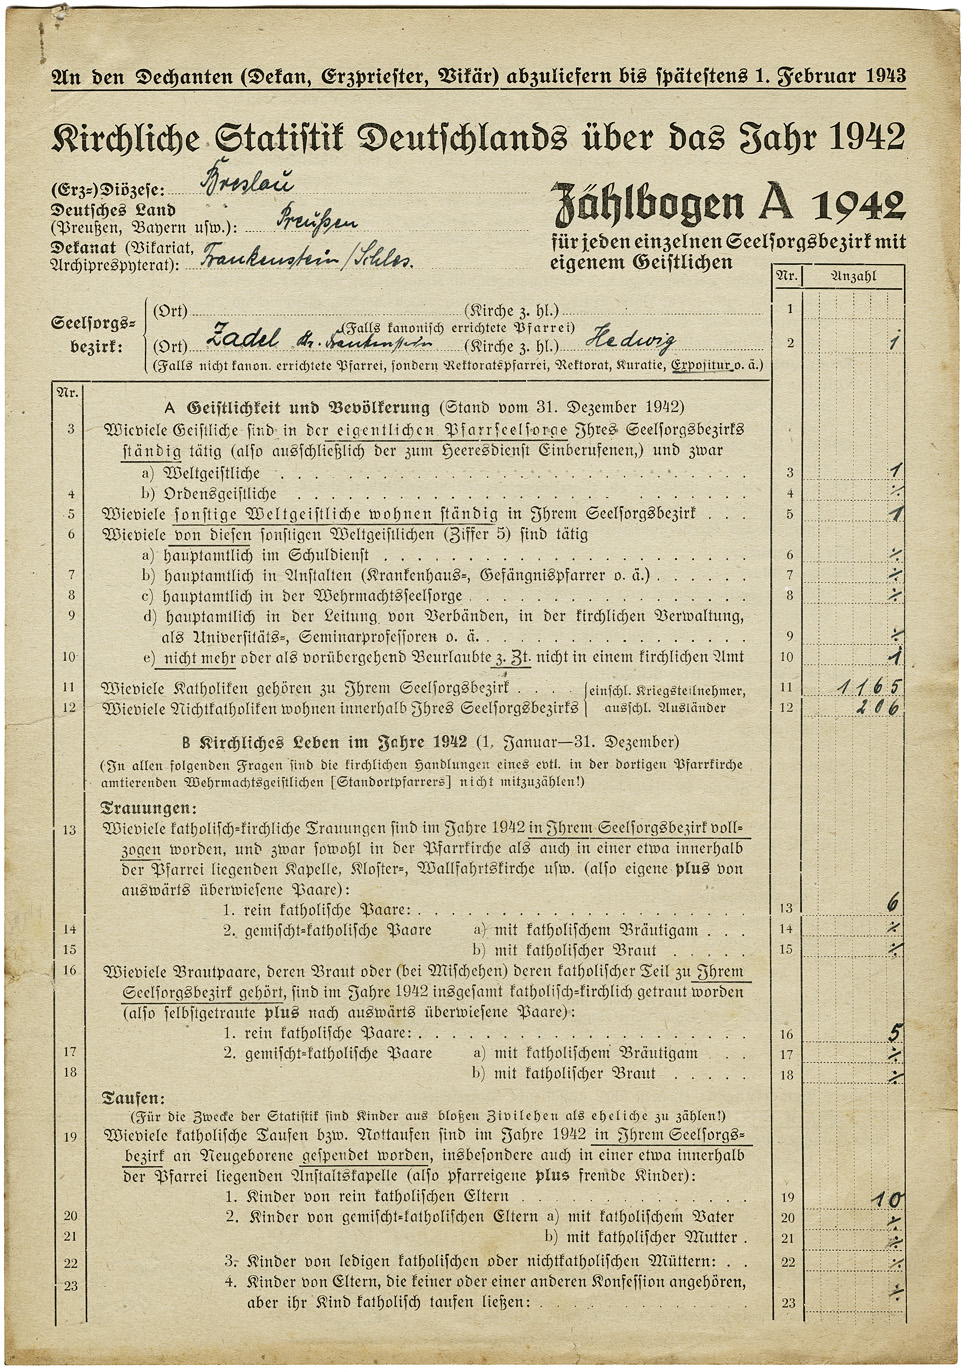 An den Dechanten (Dekan, Erzpriester, Vikär) abzuliefern bis spätestens 1. Februar 1943
Kirchliche Statistik Deutschlands über das Jahr 1942
(Erz=)Diözese: Breslau
Deutsches Land
(Preußen, Bayern usw.): Preußen
Dekanat (Vikariat,
Archipresbyterat): Frankenstein/Schles.
Zählbogen A 1942
für jeden einzelnen Seelsorgsbezirk mit
eigenem Geistlichen
Nr. Anzahl
Seelsorgs=
bezirk:
(Ort) (Kirche z. hl.) 1
(Falls kanonisch errichtete Pfarrei)
(Ort) Zadel Kr. Frankenstein (Kirche z. hl.) Hedwig 2 1
(Falls nicht kanon. errichtete Pfarrei, sondern Rektoratspfarrei, Rektorat, Kuratie, Expositur o. ä.)
Nr.
A Geistlichkeit und Bevölkerung (Stand vom 31. Dezember 1942)
3 Wieviele Geistliche sind in der eigentlichen Pfarrseelsorge Ihres Seelsorgsbezirks
ständig tätig (also ausschließlich der zum Heeresdienst Einberufenen,) und zwar
a) Weltgeistliche 3 1
4 b) Ordensgeistliche 4 ·/.
5 Wieviele sonstige Weltgeistliche wohnen ständig in Ihrem Seelsorgsbezirk 5 1
6 Wieviele von diesen sonstigen Weltgeistlichen (Ziffer 5) sind tätig
a) hauptamtlich im Schuldienst 6 ·/.
7 b) hauptamtlich in Anstalten (Krankenhaus=, Gefängnispfarrer o. ä.) 7 ·/.
8 c) hauptamtlich in der Wehrmachtsseelsorge 8 ·/.
9 d) hauptamtlich in der Leitung von Verbänden, in der kirchlichen Verwaltung,
als Universitäts=, Seminarprofessoren o. ä. 9 ·/.
10 e) nicht mehr oder als vorübergehend Beurlaubte z. Zt. nicht in einem kirchlichen Amt 10 1
11 Wieviele Katholiken gehören zu Ihrem Seelsorgsbezirk einschl. Kriegsteilnehmer, 11 1165
12 Wieviele Nichtkatholiken wohnen innerhalb Ihres Seelsorgsbezirks ausschl. Ausländer 12 206
B Kirchliches Leben im Jahre 1942 (1. Januar—31. Dezember)
(In allen folgenden Fragen sind die kirchlichen Handlungen eines evtl. in der dortigen Pfarrkirche
amtierenden Wehrmachtsgeistlichen [Standortpfarrers] nicht mitzuzählen!)
Trauungen:
13 Wieviele katholisch=kirchliche Trauungen sind im Jahre 1942 in Ihrem Seelsorgsbezirk voll=
zogen worden, und zwar sowohl in der Pfarrkirche als auch in einer etwa innerhalb
der Pfarrei liegenden Kapelle, Kloster=, Wallfahrtskirche usw. (also eigene plus von
auswärts überwiesene Paare):
1. rein katholische Paare: 13 6
14 2. gemischt=katholische Paare a) mit katholischem Bräutigam 14 ·/.
15 b) mit katholischer Braut 15 ·/.
16 Wieviele Brautpaare, deren Braut oder (bei Mischehen) deren katholischer Teil zu Ihrem
Seelsorgsbezirk gehört, sind im Jahre 1942 insgesamt katholisch=kirchlich getraut worden
(also selbstgetraute plus nach auswärts überwiesene Paare):
1. rein katholische Paare: 16 5
17 2. gemischt=katholische Paare a) mit katholischem Bräutigam 17 ·/.
18 b) mit katholischer Braut 18 ·/.
Taufen:
(Für die Zwecke der Statistik sind Kinder aus bloßen Zivilehen als eheliche zu zählen!)
19 Wieviele katholische Taufen bzw. Nottaufen sind im Jahre 1942 in Ihrem Seelsorgs=
bezirk an Neugeborene gespendet worden, insbesondere auch in einer etwa innerhalb
der Pfarrei liegenden Anstaltskapelle (also pfarreigene plus fremde Kinder):
1. Kinder von rein katholischen Eltern 19 10
20 2. Kinder von gemischt=katholischen Eltern a) mit katholischem Vater 20 ·/.
21 b) mit katholischer Mutter 21 ·/.
22 3. Kinder von ledigen katholischen oder nichtkatholischen Müttern: 22 ·/.
23 4. Kinder von Eltern, die keiner oder einer anderen Konfession angehören, ·/.
aber ihr Kind katholisch taufen ließen: 23